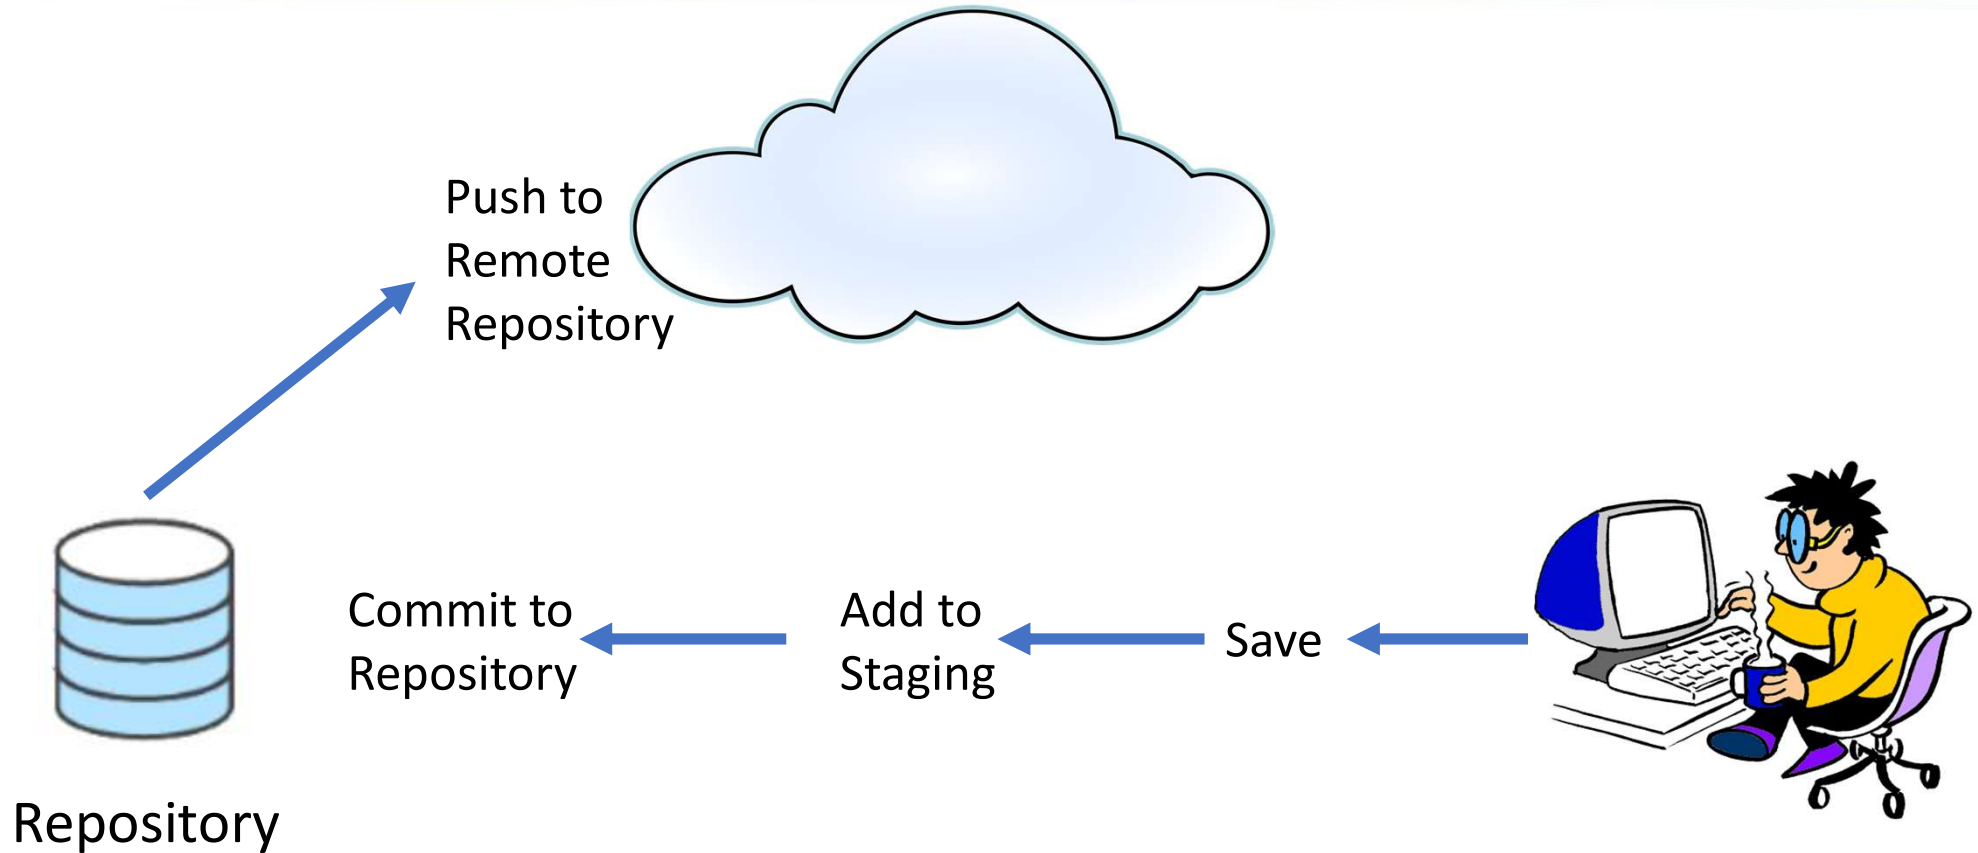 Push to
Remote
Repository
Commit to
Repository
Add to
Staging
Save
Repository